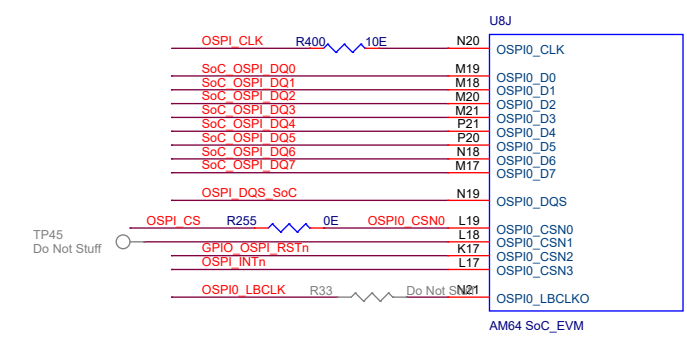 U8J
OSPI_CLK R400 10E N20 OSPI0_CLK
SoC_OSPI_DQ0 M19 OSPI0_D0
SoC_OSPI_DQ1 M18 OSPI0_D1
SoC_OSPI_DQ2 M20 OSPI0_D2
SoC_OSPI_DQ3 M21 OSPI0_D3
SoC_OSPI_DQ4 P21 OSPI0_D4
SoC_OSPI_DQ5 P20 OSPI0_D5
SoC_OSPI_DQ6 N18 OSPI0_D6
SoC_OSPI_DQ7 M17 OSPI0_D7
OSPI_DQS_SoC N19 OSPI0_DQS
OSPI_CS R255 0E OSPI0_CSN0 L19 OSPI0_CSN0
TP45 L18 OSPI0_CSN1
Do Not Stuff
GPIO_OSPI_RSTn K17 OSPI0_CSN2
OSPI_INTn L17 OSPI0_CSN3
OSPI0_LBCLK R33 Do Not Stuff N21 OSPI0_LBCLKO
AM64 SoC_EVM